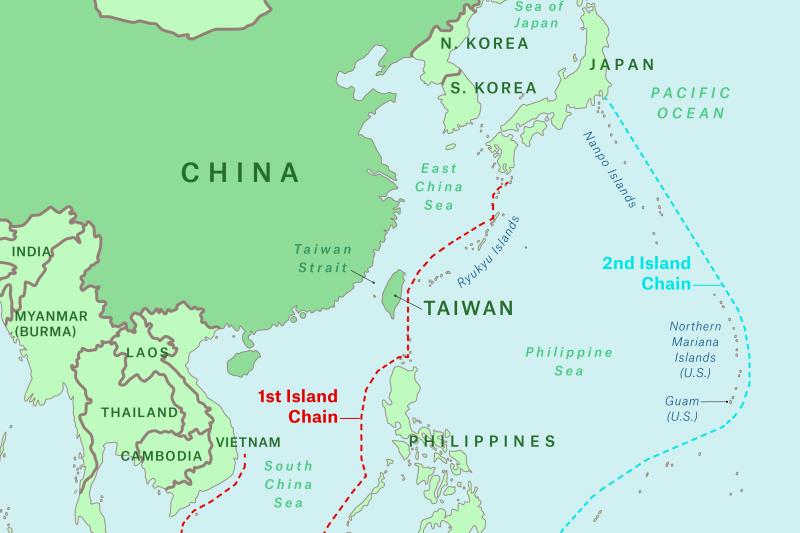 Sea of
Japan
N. KOREA
JAPAN
S. KOREA
PACIFIC
OCEAN
CHINA
East
China
Sea
Nanpo Islands
INDIA
Taiwan
Strait
Ryukyu Islands
2nd Island
Chain
TAIWAN
MYANMAR
(BURMA)
LAOS
Philippine
Sea
Northern
Mariana
Islands
(U.S.)
1st Island
Chain
Guam
(U.S.)
THAILAND
VIETNAM
PHILIPPINES
CAMBODIA
South
China
Sea